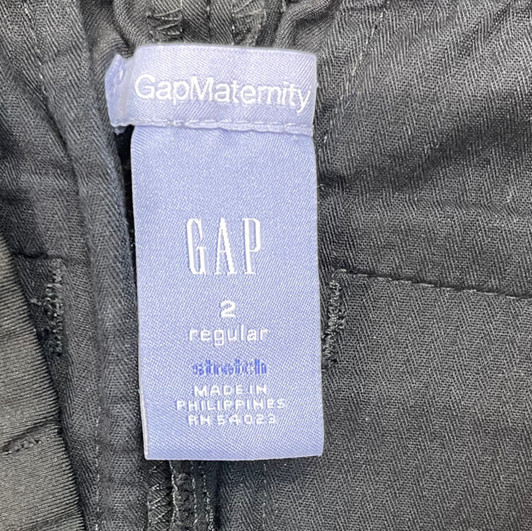 GapMaternity
GAP
2
regular
stretch
MADE IN
PHILIPPINES
RN 54023